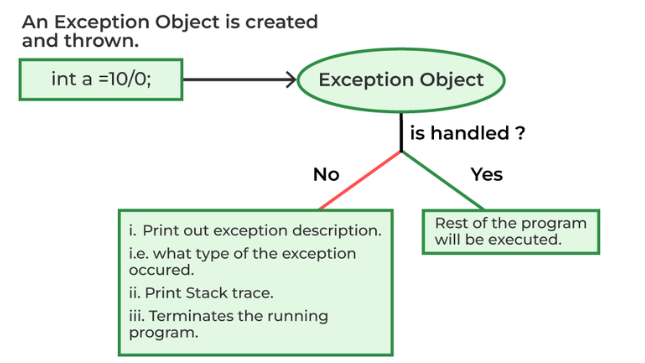 An Exception Object is created
and thrown.
int a =10/0;
Exception Object
is handled ?
No
Yes
i. Print out exception description.
i.e. what type of the exception
occured.
ii. Print Stack trace.
iii. Terminates the running
program.
Rest of the program
will be executed.